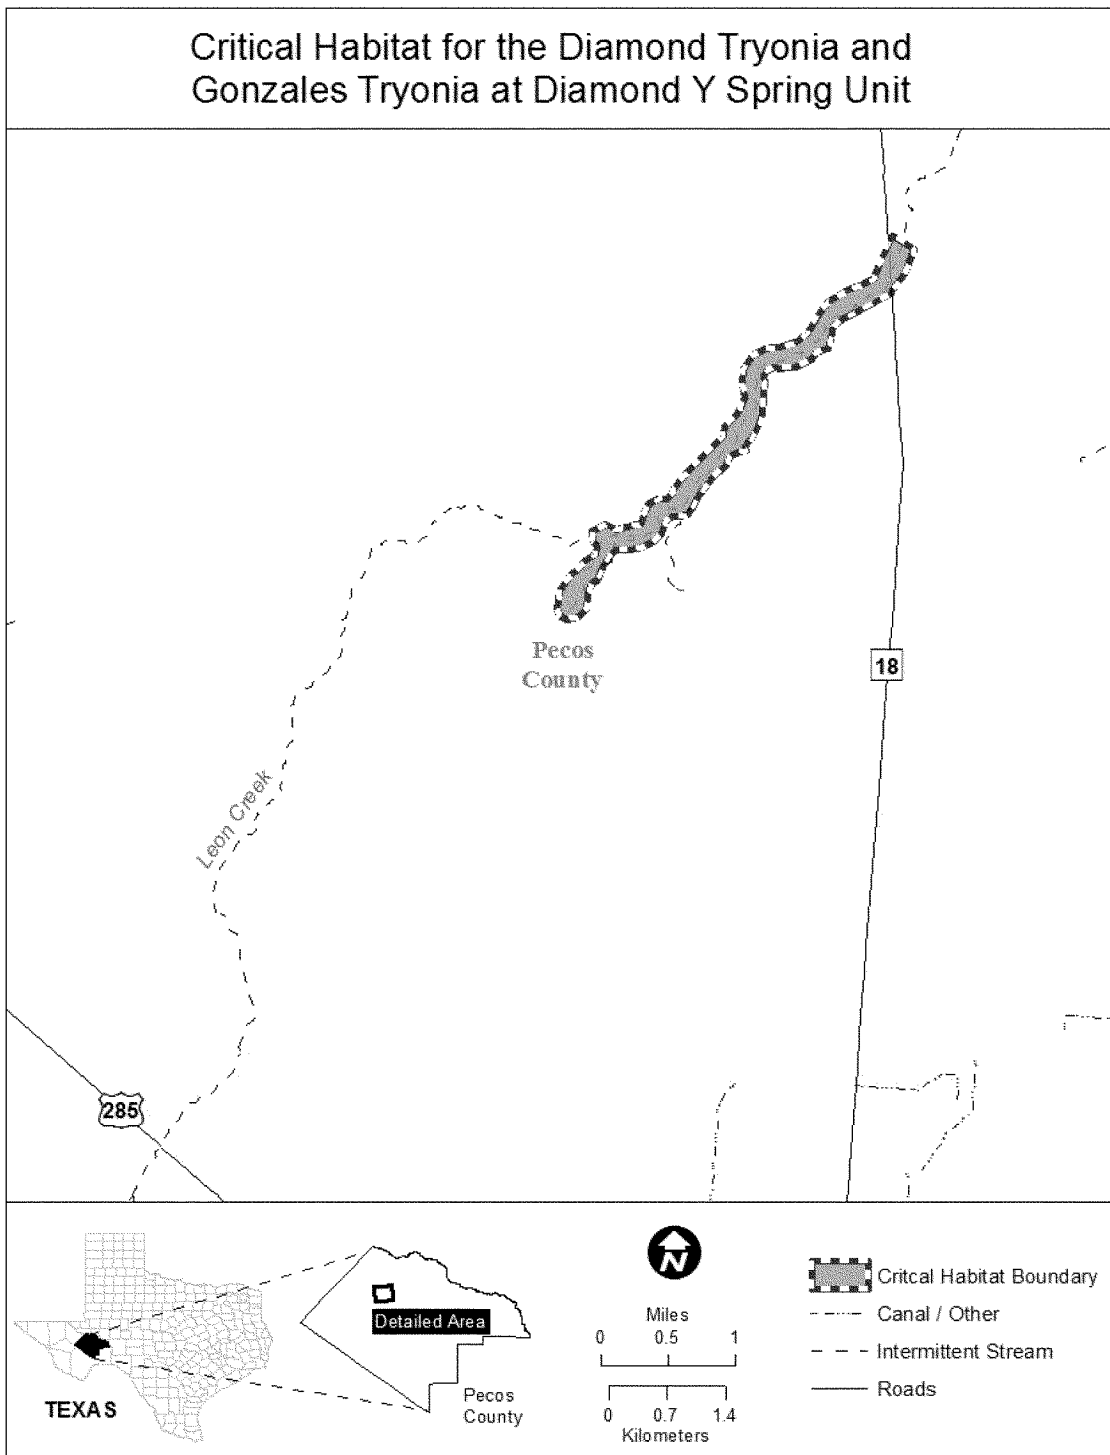 Critical Habitat for the Diamond Tryonia and
Gonzales Tryonia at Diamond Y Spring Unit
Pecos
County
18
Leon Creek
285
TEXAS
Detailed Area
Pecos
County
N
Miles
0 0.5 1
0 0.7 1.4
Kilometers
Critcal Habitat Boundary
Canal / Other
Intermittent Stream
Roads